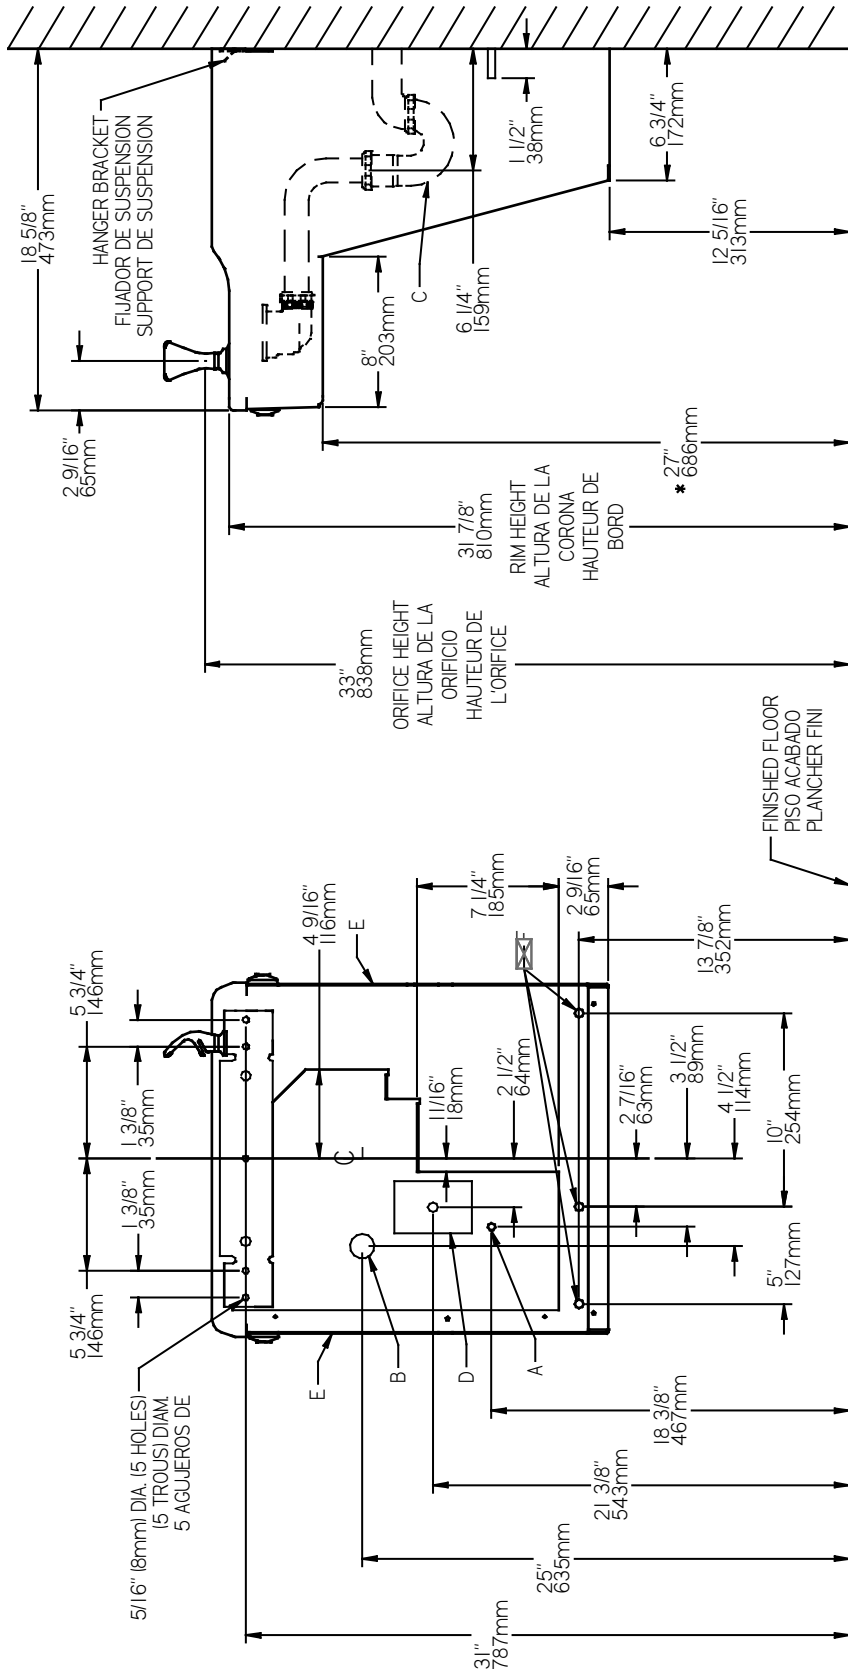 18 5/8"
473mm
HANGER BRACKET
FIJADOR DE SUSPENSION
SUPPORT DE SUSPENSION
2 9/16"
65mm
1 1/2"
38mm
6 3/4"
172mm
12 5/16"
313mm
C
6 1/4"
159mm
8"
203mm
* 27"
686mm
31 7/8"
810mm
RIM HEIGHT
ALTURA DE LA
CORONA
HAUTEUR DE
BORD
33"
838mm
ORIFICE HEIGHT
ALTURA DE LA
ORIFICIO
HAUTEUR DE
L'ORIFICE
FINISHED FLOOR
PISO ACABADO
PLANCHER FINI
5 3/4"
146mm
1 3/8"
35mm
1 3/8"
35mm
5 3/4"
146mm
5/16" (8mm) DIA. (5 HOLES)
(5 TROUS) DIAM.
5 AGUJEROS DE
4 9/16"
116mm
E
7 1/4"
185mm
2 9/16"
65mm
13 7/8"
352mm
CL
11/16"
18mm
2 1/2"
64mm
2 7/16"
63mm
3 1/2"
89mm
4 1/2"
114mm
10"
254mm
5"
127mm
E
B
D
A
18 3/8"
467mm
21 3/8"
543mm
25"
635mm
31"
787mm